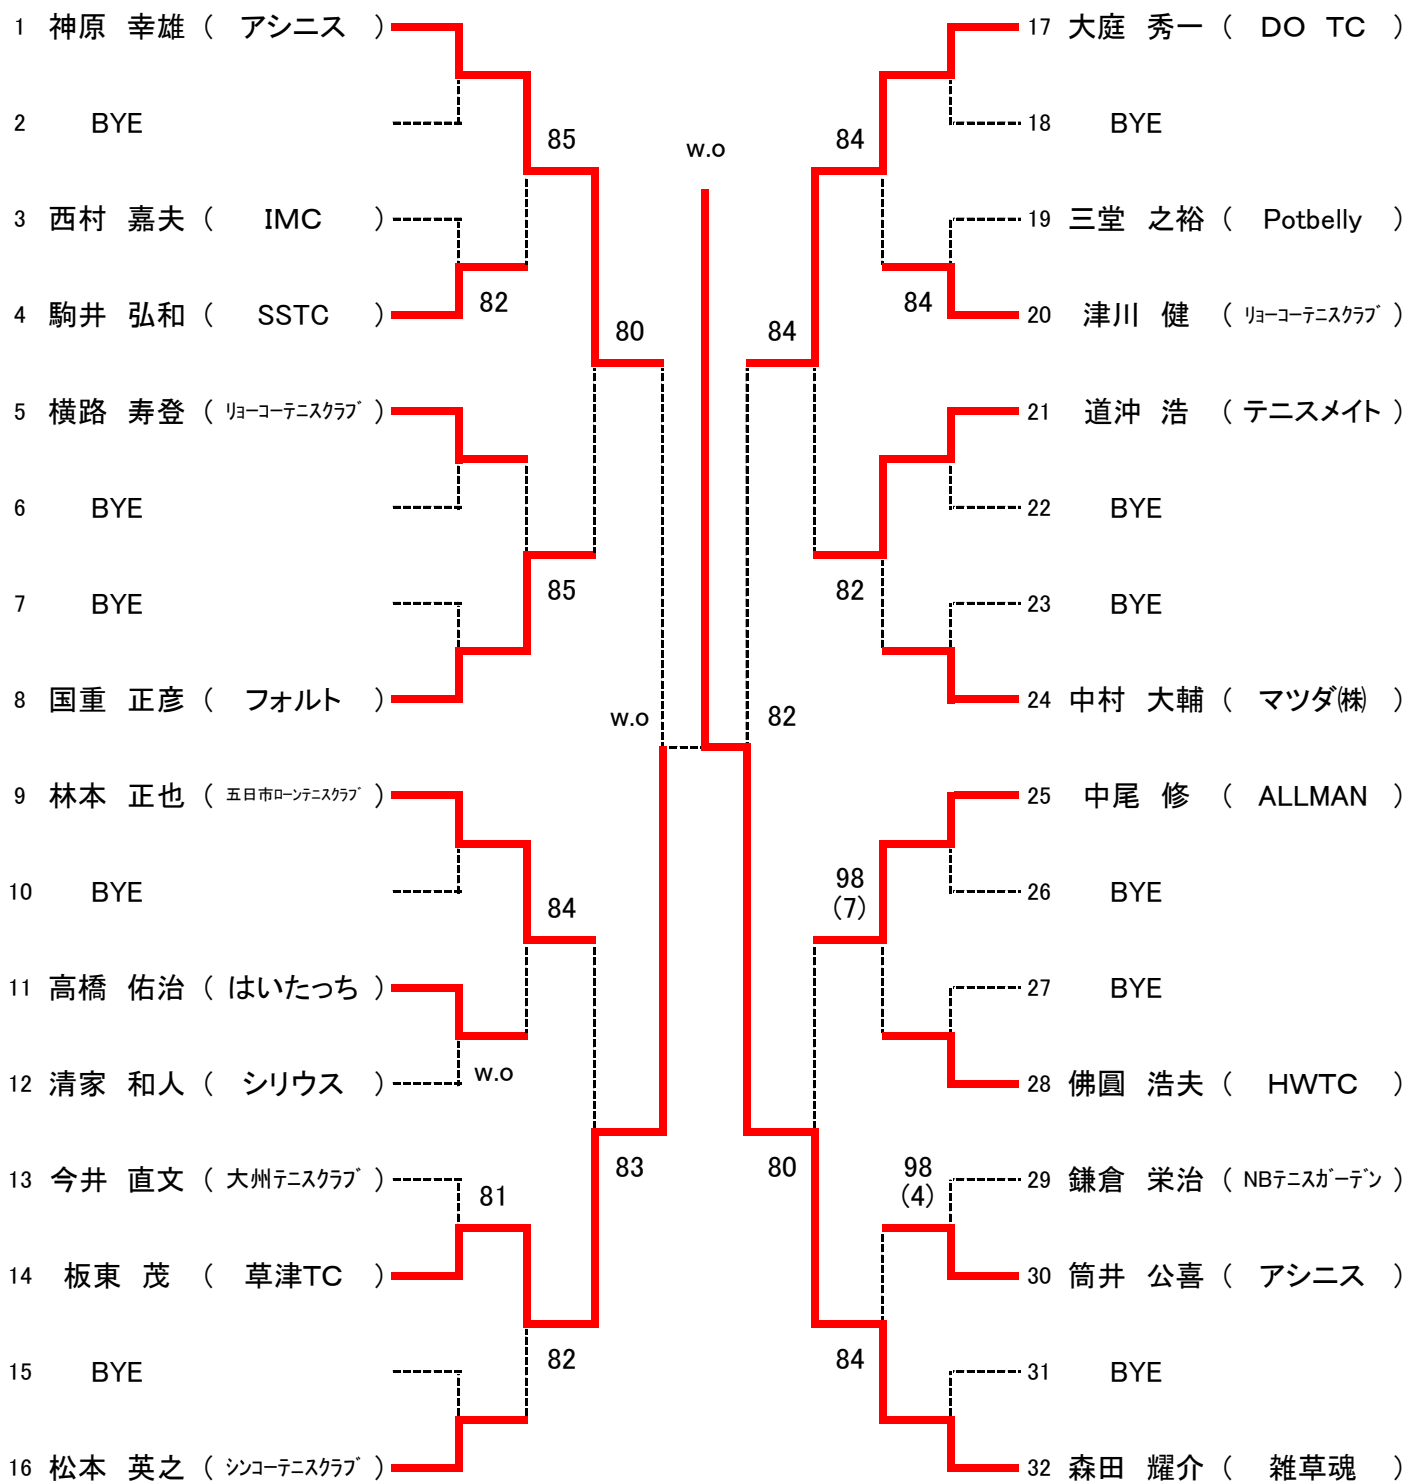 1 神原 幸雄 ( アシニス )
2 BYE
3 西村 嘉夫 ( IMC )
4 駒井 弘和 ( SSTC )
5 横路 寿登 ( リョーコーテニスクラブ )
6 BYE
7 BYE
8 国重 正彦 ( フォルト )
9 林本 正也 ( 五日市ローンテニスクラブ )
10 BYE
11 高橋 佑治 ( はいたっち )
12 清家 和人 ( シリウス )
13 今井 直文 ( 大州テニスクラブ )
14 板東 茂 ( 草津TC )
15 BYE
16 松本 英之 ( シンコーテニスクラブ )
85
82
80
85
w.o
84
w.o
83
81
82
w.o
84
84
84
82
82
98
(7)
80
98
(4)
84
17 大庭 秀一 ( DO TC )
18 BYE
19 三堂 之裕 ( Potbelly )
20 津川 健 ( リョーコーテニスクラブ )
21 道沖 浩 ( テニスメイト )
22 BYE
23 BYE
24 中村 大輔 ( マツダ㈱ )
25 中尾 修 ( ALLMAN )
26 BYE
27 BYE
28 佛圓 浩夫 ( HWTC )
29 鎌倉 栄治 ( NBテニスガーデン )
30 筒井 公喜 ( アシニス )
31 BYE
32 森田 耀介 ( 雑草魂 )